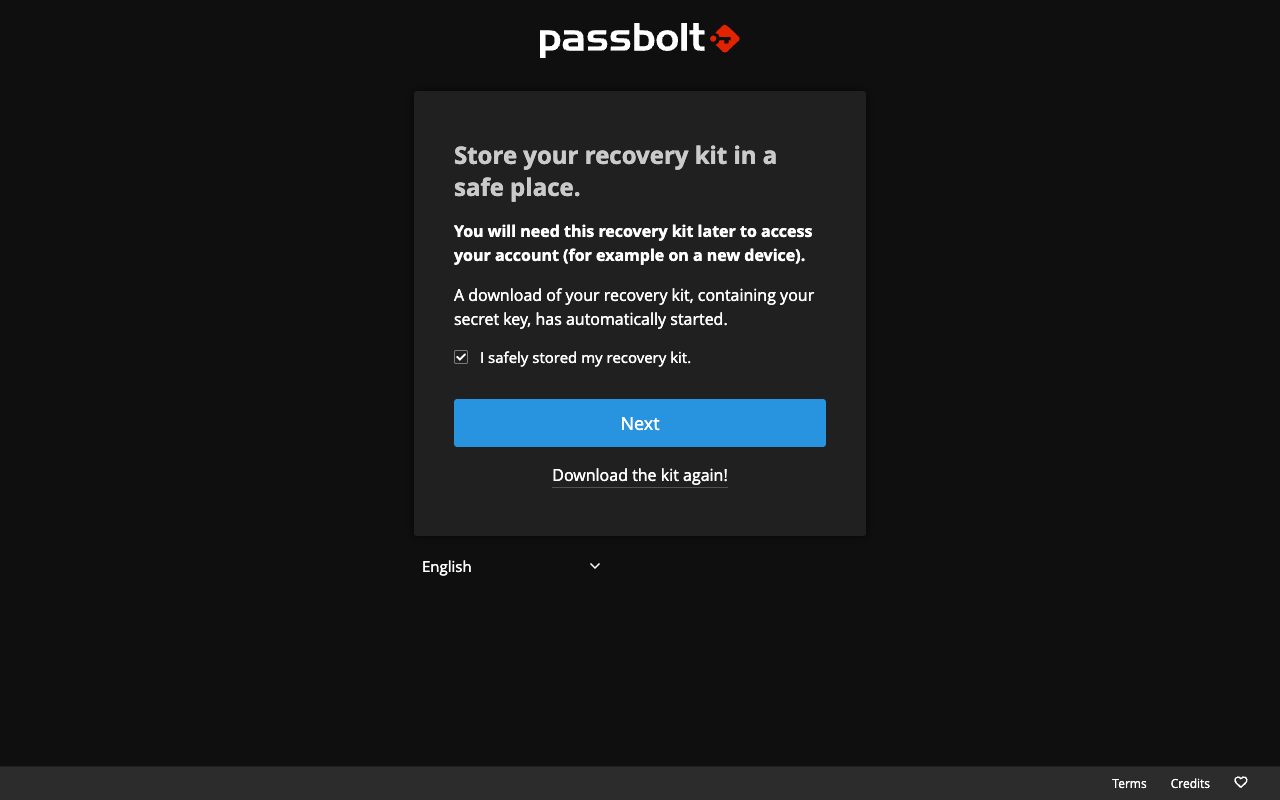 passbolt
Store your recovery kit in a
safe place.
You will need this recovery kit later to access
your account (for example on a new device).
A download of your recovery kit, containing your
secret key, has automatically started.
I safely stored my recovery kit.
Next
Download the kit again!
English
Terms Credits